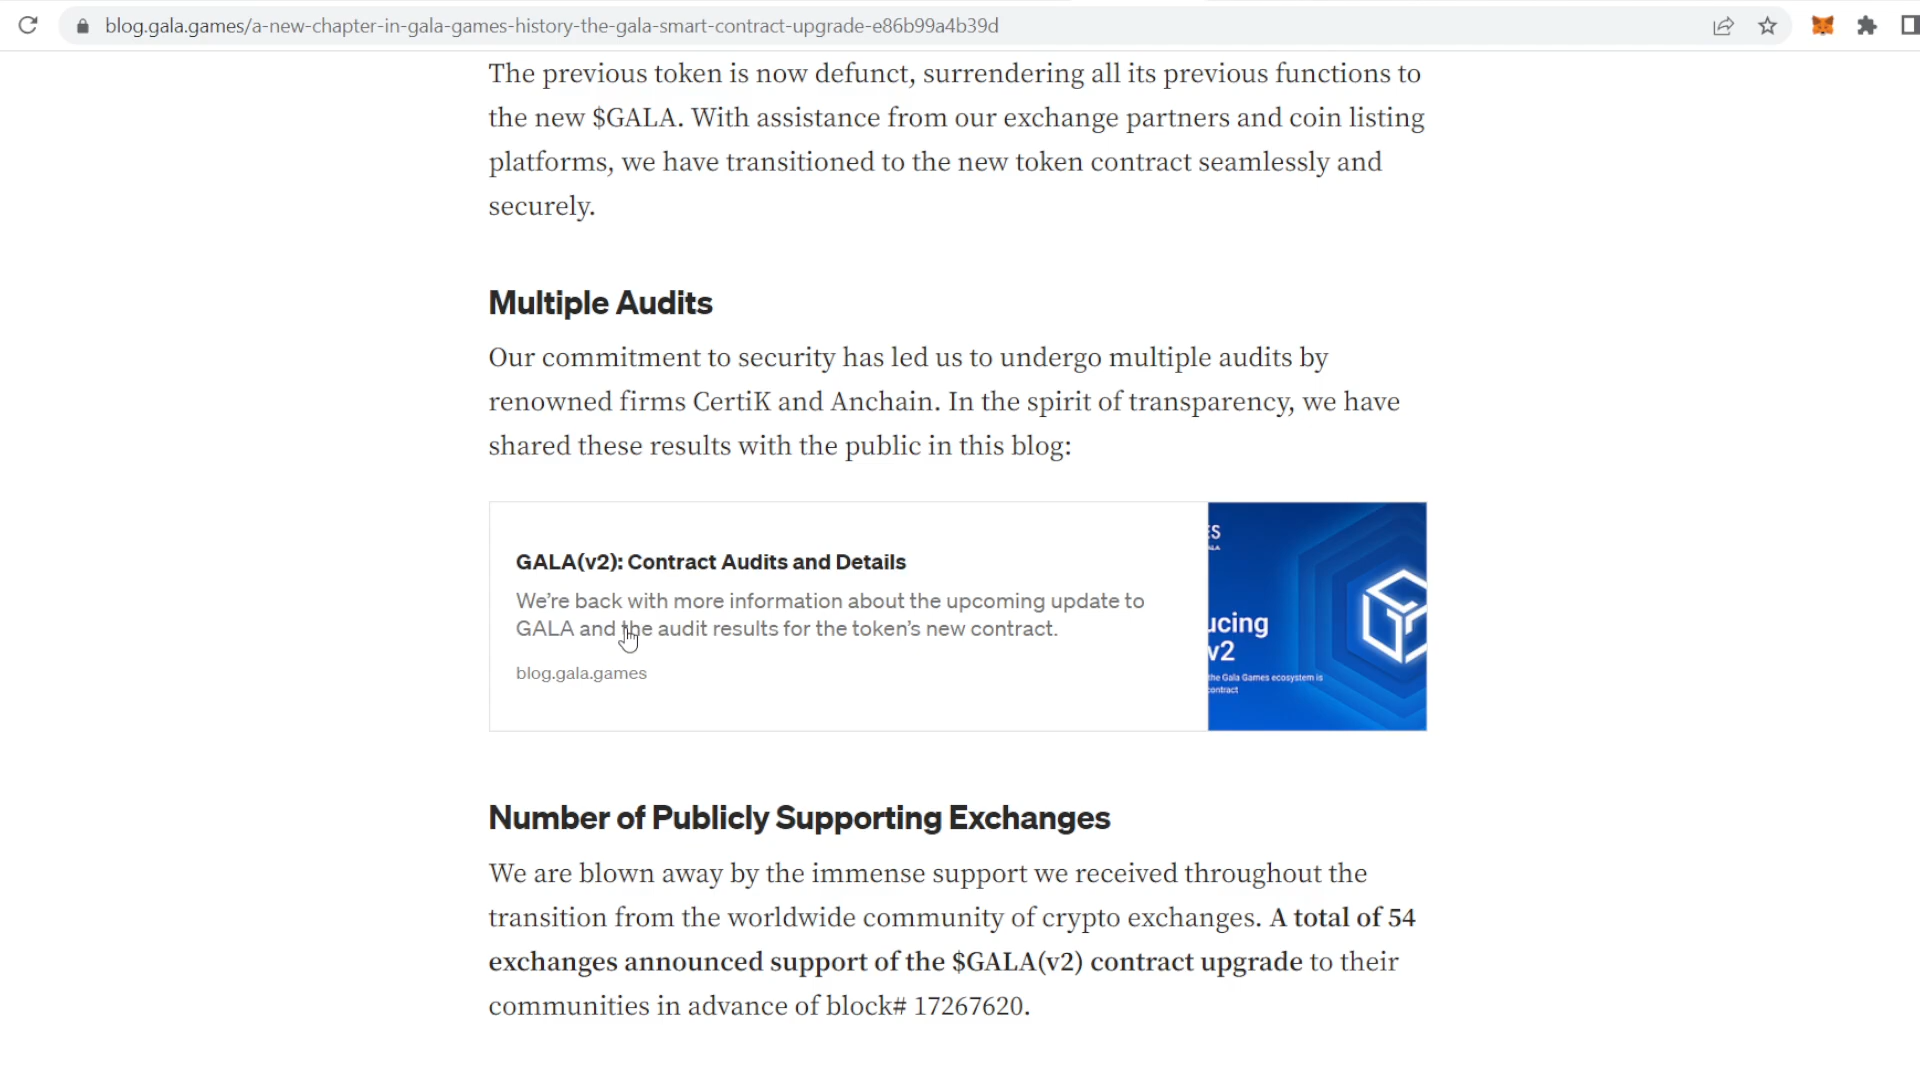 blog.gala.games/a-new-chapter-in-gala-games-history-the-gala-smart-contract-upgrade-e86b99a4b39d
The previous token is now defunct, surrendering all its previous functions to
the new $GALA. With assistance from our exchange partners and coin listing
platforms, we have transitioned to the new token contract seamlessly and
securely.
Multiple Audits
Our commitment to security has led us to undergo multiple audits by
renowned firms CertiK and Anchain. In the spirit of transparency, we have
shared these results with the public in this blog:
GALA(v2): Contract Audits and Details
We’re back with more information about the upcoming update to
GALA and the audit results for the token’s new contract.
blog.gala.games
ES
ALA
ucing
v2
the Gala Games ecosystem is
contract
Number of Publicly Supporting Exchanges
We are blown away by the immense support we received throughout the
transition from the worldwide community of crypto exchanges. A total of 54
exchanges announced support of the $GALA(v2) contract upgrade to their
communities in advance of block# 17267620.